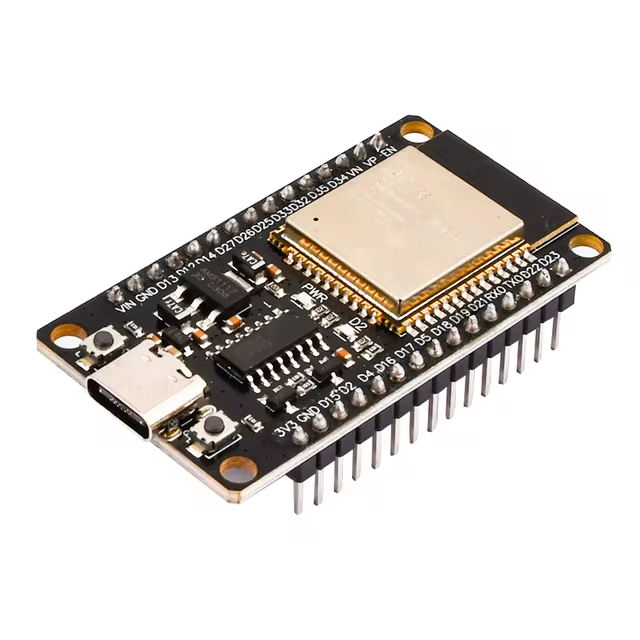 VIN GND D13 D12 D14 D27 D26 D25 D33 D32 D35 D34 VN VP EN
AMS1117
PWR
D2
3V3 GND D15 D2 D4 D16 D17 D5 D18 D19 D21 RX0 TX0 D22 D23